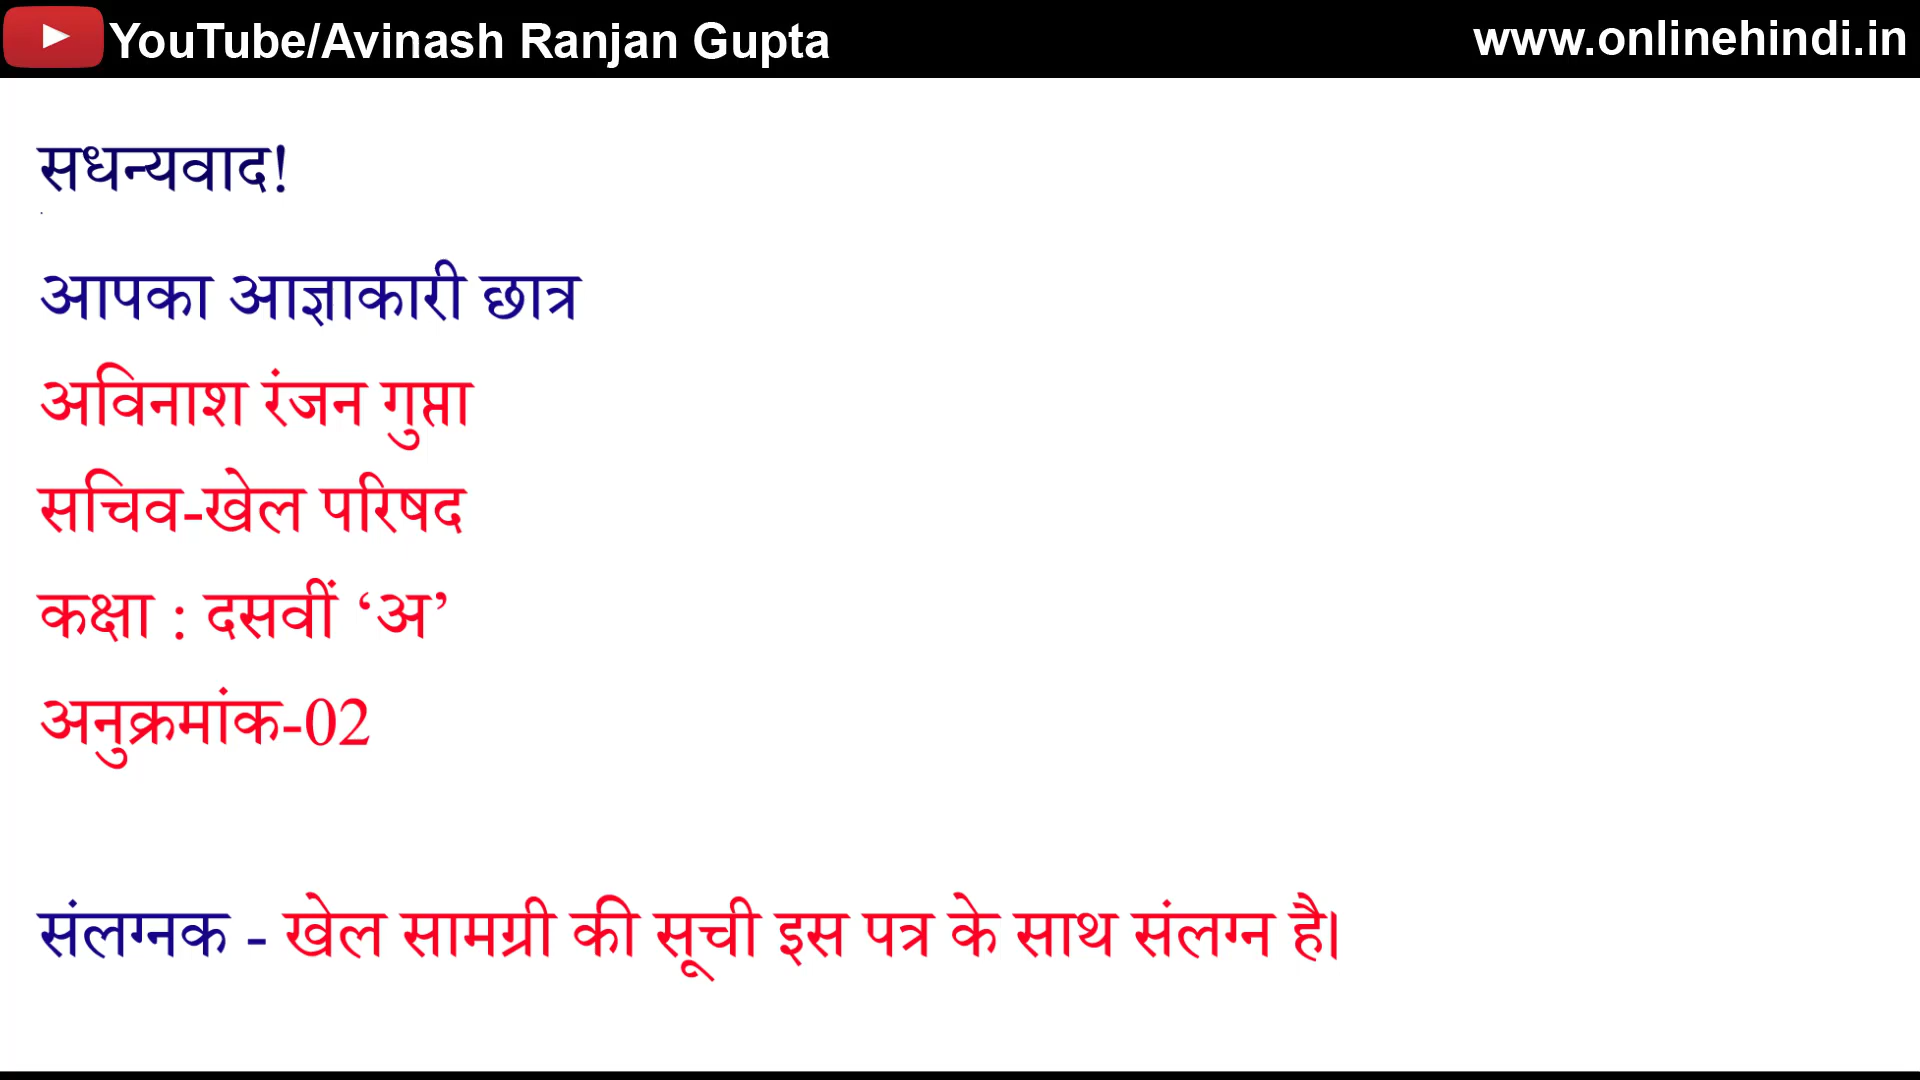 YouTube/Avinash Ranjan Gupta
www.onlinehindi.in
सधन्यवाद!
आपका आज्ञाकारी छात्र
अविनाश रंजन गुप्ता
सचिव-खेल परिषद
कक्षा : दसवीं ‘अ’
अनुक्रमांक-02
संलग्नक - खेल सामग्री की सूची इस पत्र के साथ संलग्न है।